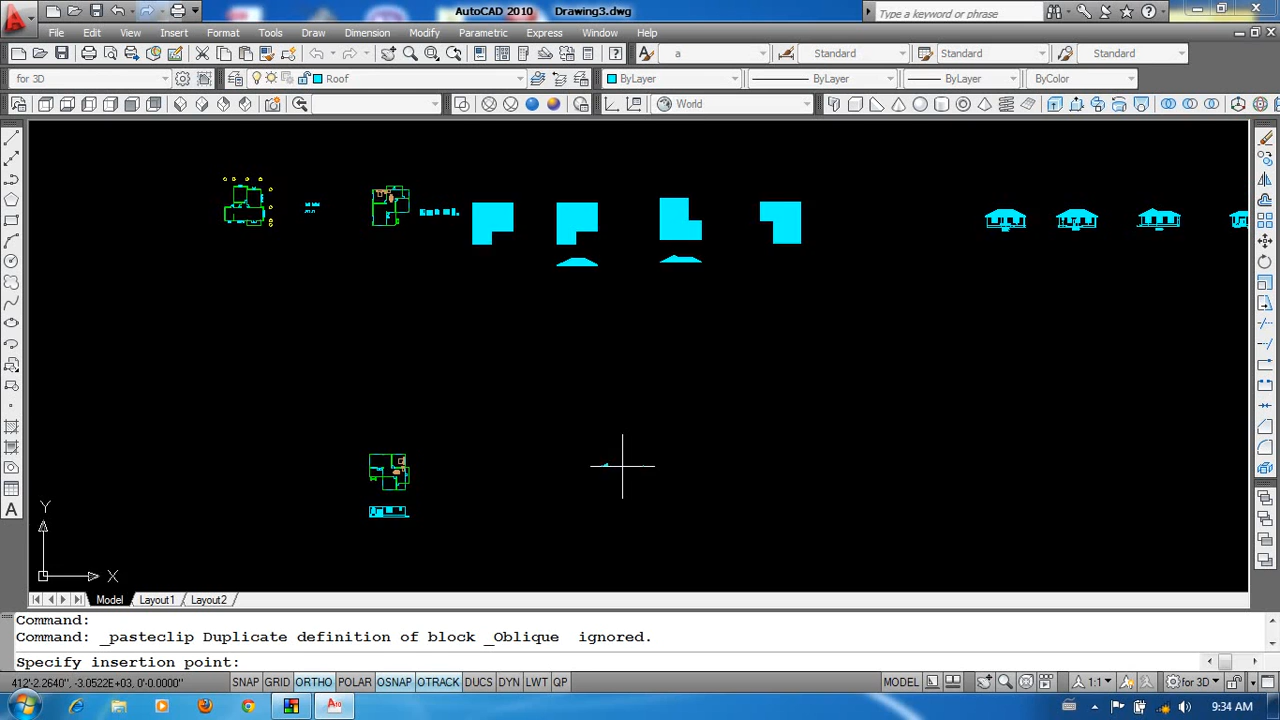 AutoCAD 2010 Drawing3.dwg
Type a keyword or phrase
File Edit View Insert Format Tools Draw Dimension Modify Parametric Express Window Help
a Standard Standard Standard
for 3D Roof ByLayer ByLayer ByLayer ByColor
World
Y
X
Model Layout1 Layout2
Command:
Command: _pasteclip Duplicate definition of block _Oblique  ignored.
Specify insertion point:
412'-2.2640", -3.0522E+03, 0'-0.0000" SNAP GRID ORTHO POLAR OSNAP OTRACK DUCS DYN LWT QP MODEL 1:1 for 3D
9:34 AM